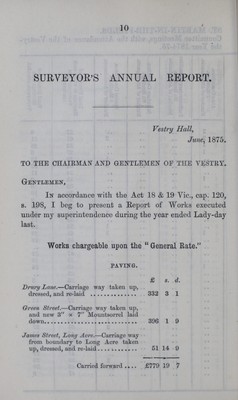 10
SURVEYOR'S ANNUAL REPORT.
Vestry Hall,
June, 1875.
TO THE CHAIRMAN AND GENTLEMEN OF THE VESTRY.
GENTLEMEN,
IN accordance with the Act 18 & 19 Vic., cap. 120,
s. 198, I beg to present a Report of Works executed
under my superintendence during the year ended Lady-day
last.
Works chargeable upon the "General Rate."
PAVING.
£ s. d.
Drury Lane.—Carriage way taken up,
dressed, and re-laid .............. 332 3 1
Green Street.—Carriage way taken up,
and new 3" × 7" Mountsorrel laid
down........................ 396 1 9
James Street, Long Acre.—Carriage way
from boundary to Long Acre taken
up, dressed, and re-laid............ 51 14 9
Carried forward .... £779 19 7